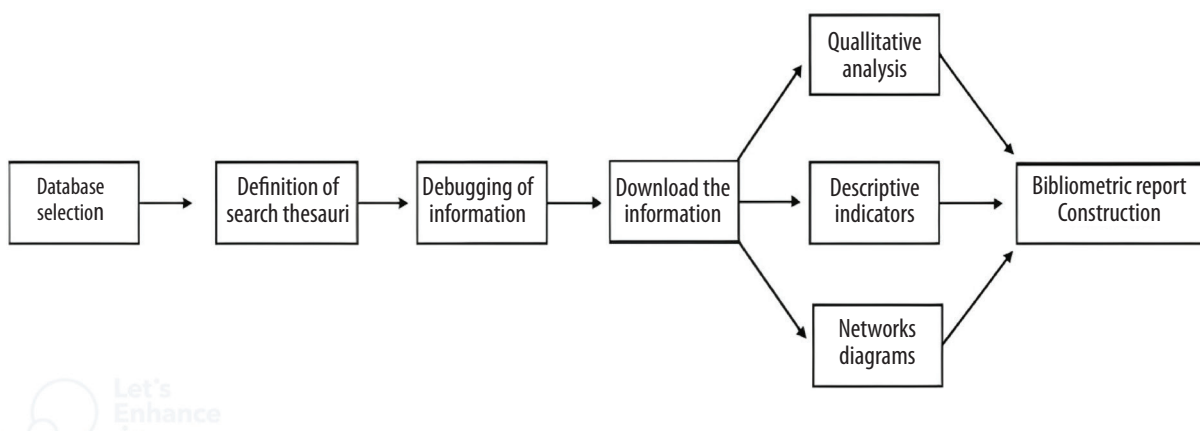 Database
selection
Definition of
search thesauri
Debugging of
information
Download the
information
Quallitative
analysis
Descriptive
indicators
Networks
diagrams
Bibliometric report
Construction
Let's
Enhance